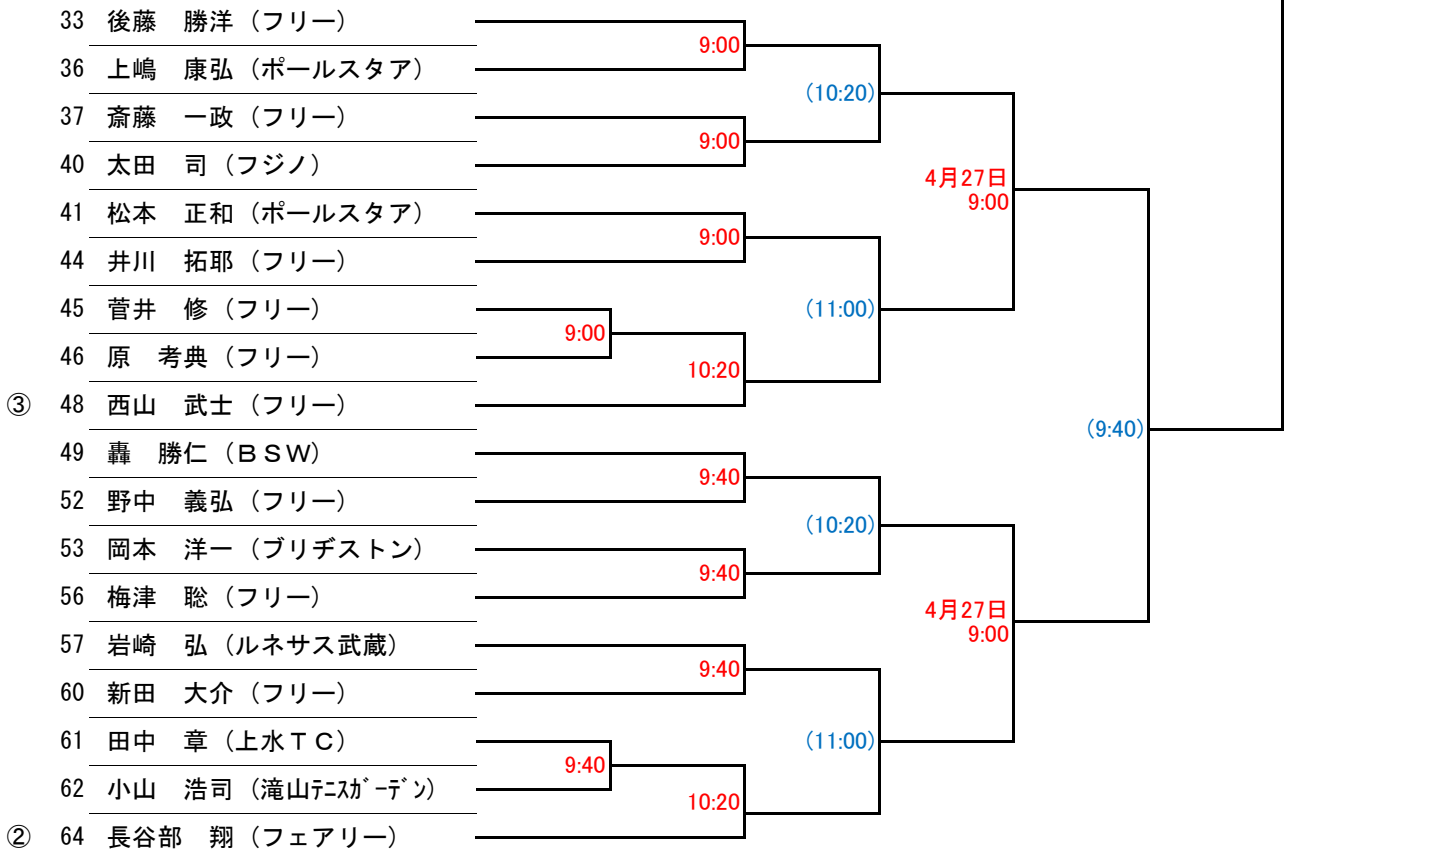 33 後藤　勝洋（フリー）
9:00
36 上嶋　康弘（ポールスタア）
(10:20)
37 斎藤　一政（フリー）
9:00
40 太田　司（フジノ）
4月27日
9:00
41 松本　正和（ポールスタア）
9:00
44 井川　拓耶（フリー）
45 菅井　修（フリー）
(11:00)
9:00
46 原　考典（フリー）
10:20
③ 48 西山　武士（フリー）
(9:40)
49 轟　勝仁（ＢＳＷ）
9:40
52 野中　義弘（フリー）
(10:20)
53 岡本　洋一（ブリヂストン）
9:40
56 梅津　聡（フリー）
4月27日
9:00
57 岩崎　弘（ルネサス武蔵）
9:40
60 新田　大介（フリー）
61 田中　章（上水ＴＣ）
(11:00)
9:40
62 小山　浩司（滝山ﾃﾆｽｶﾞｰﾃﾞﾝ）
10:20
② 64 長谷部　翔（フェアリー）